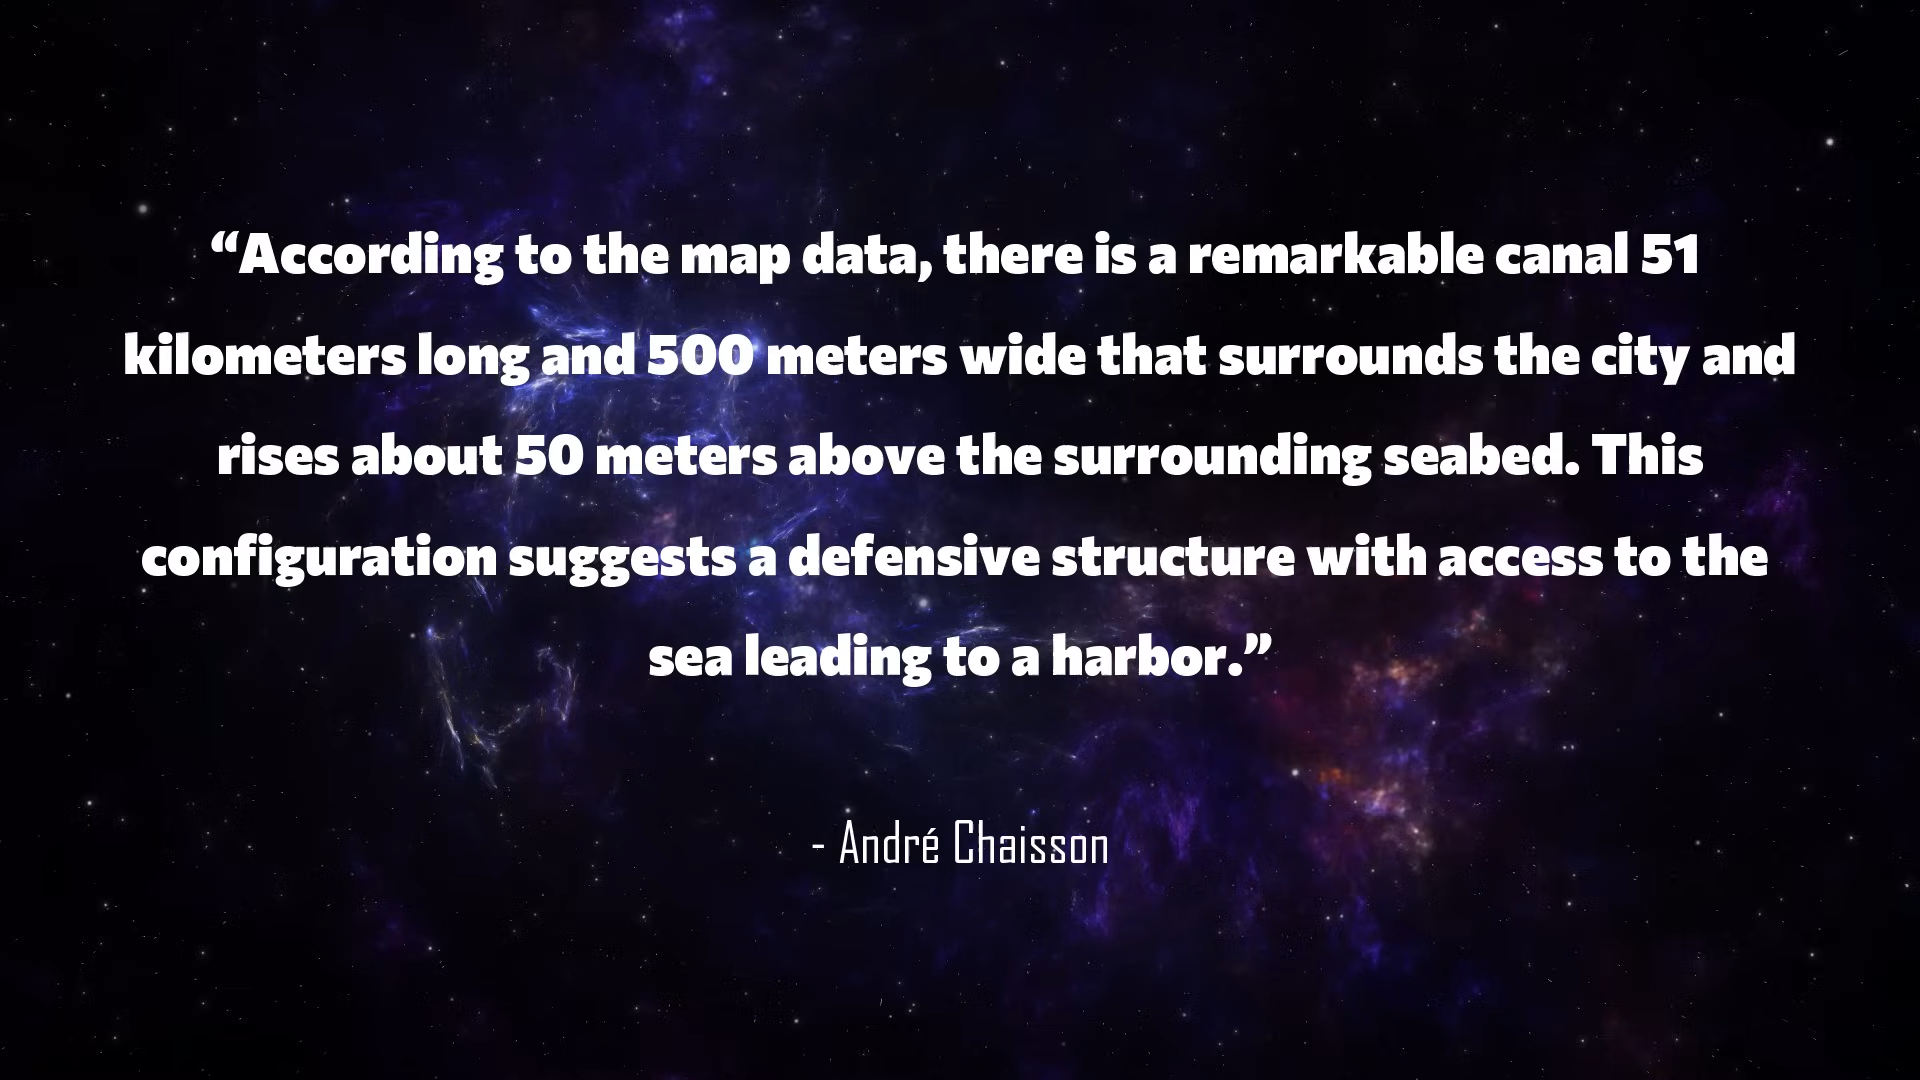 “According to the map data, there is a remarkable canal 51
kilometers long and 500 meters wide that surrounds the city and
rises about 50 meters above the surrounding seabed. This
configuration suggests a defensive structure with access to the
sea leading to a harbor.”
- André Chaisson